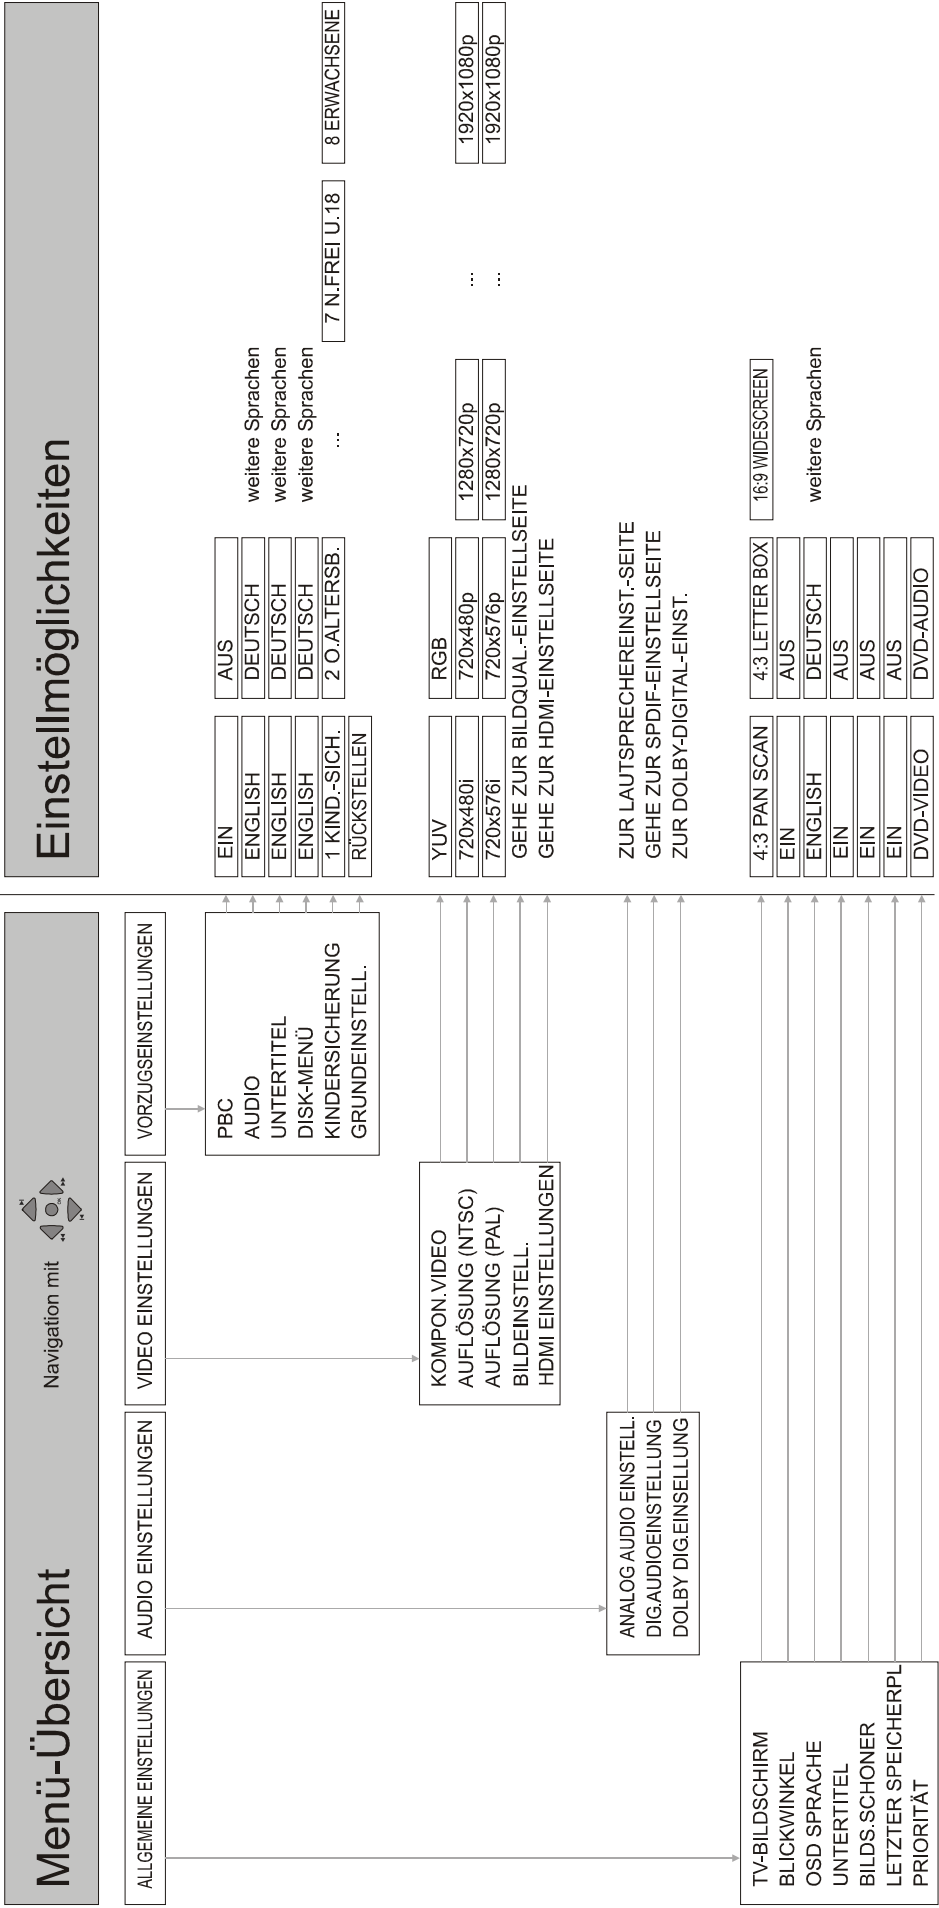 Menü-Übersicht
Navigation mit
OK
Einstellmöglichkeiten
ALLGEMEINE EINSTELLUNGEN
AUDIO EINSTELLUNGEN
VIDEO EINSTELLUNGEN
VORZUGSEINSTELLUNGEN
PBC
EIN
AUS
AUDIO
ENGLISH
DEUTSCH
weitere Sprachen
UNTERTITEL
ENGLISH
DEUTSCH
weitere Sprachen
DISK-MENÜ
ENGLISH
DEUTSCH
weitere Sprachen
KINDERSICHERUNG
1 KIND.-SICH.
2 O.ALTERSB.
...
7 N.FREI U.18
8 ERWACHSENE
GRUNDEINSTELL.
RÜCKSTELLEN
KOMPON.VIDEO
YUV
RGB
AUFLÖSUNG (NTSC)
720x480i
720x480p
1280x720p
...
1920x1080p
AUFLÖSUNG (PAL)
720x576i
720x576p
1280x720p
...
1920x1080p
BILDEINSTELL.
GEHE ZUR BILDQUAL.-EINSTELLSEITE
HDMI EINSTELLUNGEN
GEHE ZUR HDMI-EINSTELLSEITE
ANALOG AUDIO EINSTELL.
ZUR LAUTSPRECHEREINST.-SEITE
DIG.AUDIOEINSTELLUNG
GEHE ZUR SPDIF-EINSTELLSEITE
DOLBY DIG.EINSELLUNG
ZUR DOLBY-DIGITAL-EINST.
TV-BILDSCHIRM
4:3 PAN SCAN
4:3 LETTER BOX
16:9 WIDESCREEN
BLICKWINKEL
EIN
AUS
OSD SPRACHE
ENGLISH
DEUTSCH
weitere Sprachen
UNTERTITEL
EIN
AUS
BILDS.SCHONER
EIN
AUS
LETZTER SPEICHERPL
EIN
AUS
PRIORITÄT
DVD-VIDEO
DVD-AUDIO